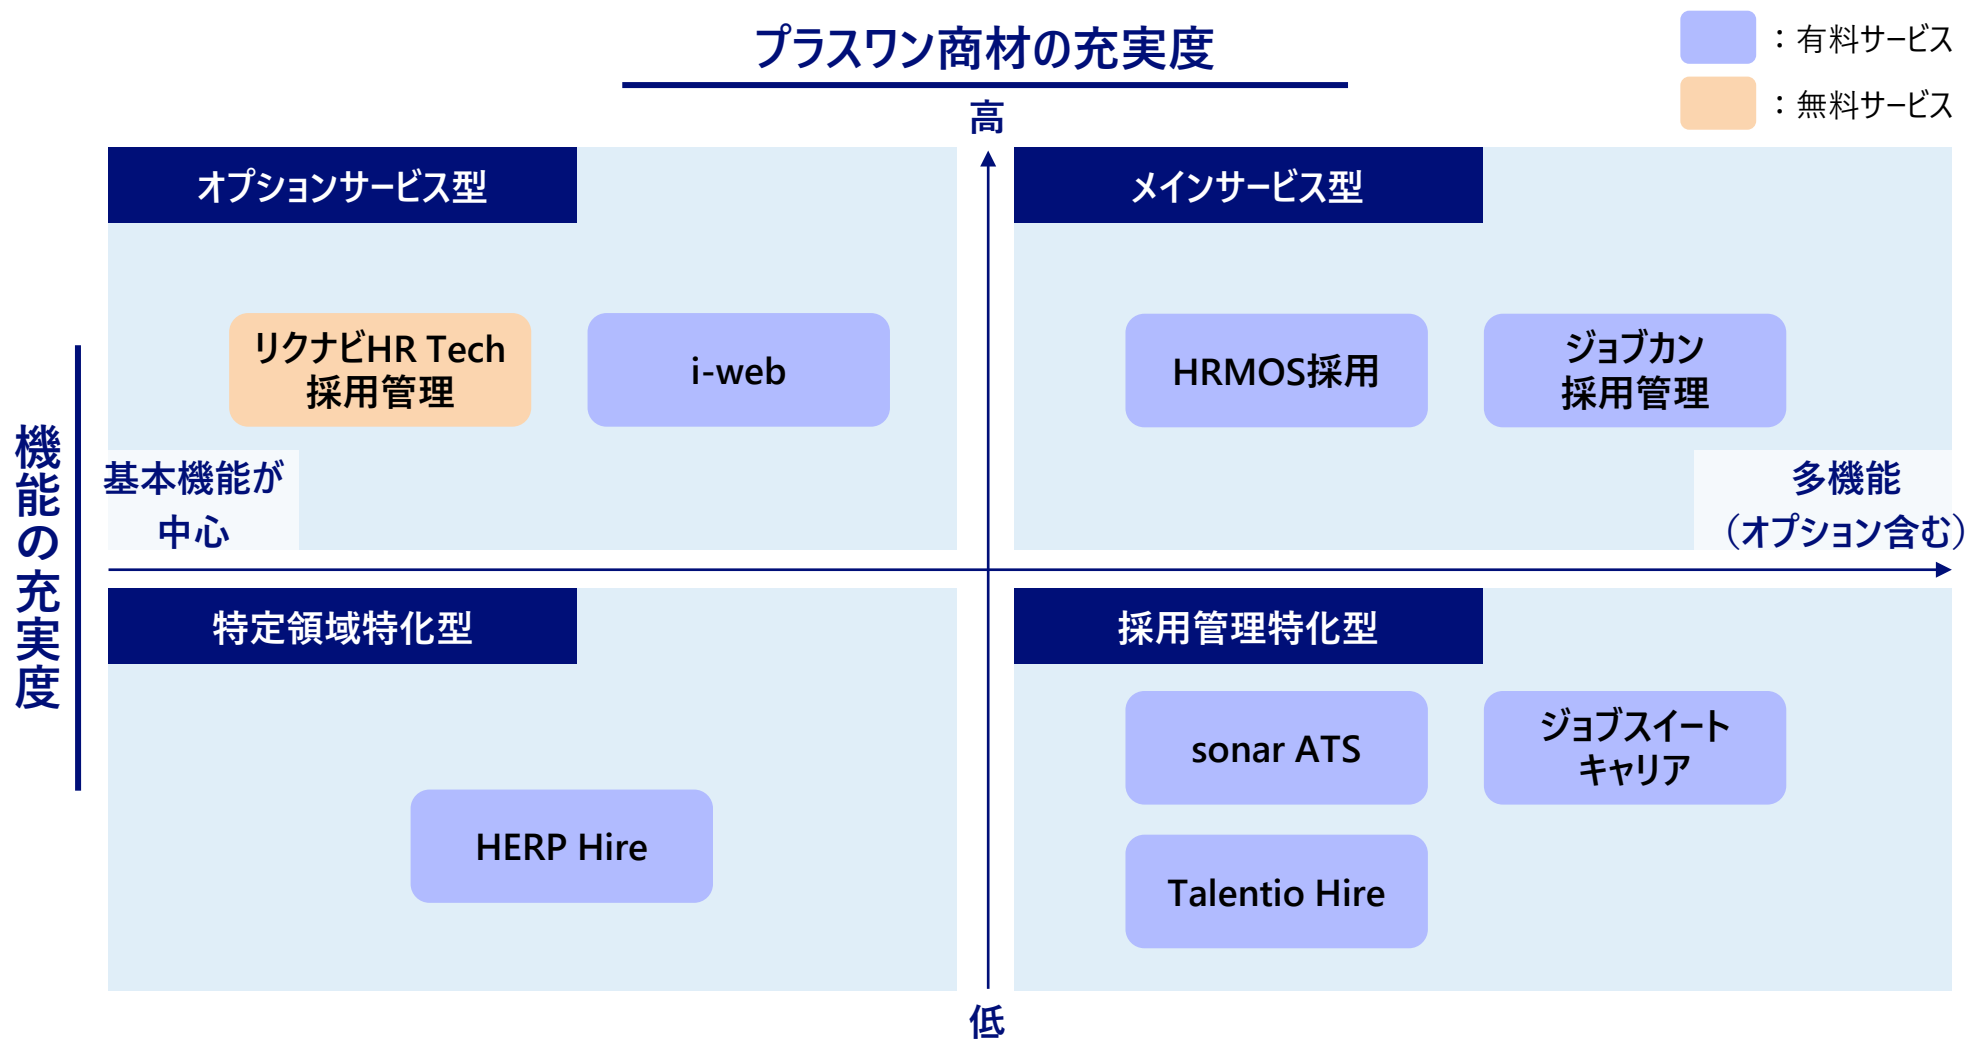 プラスワン商材の充実度
：有料サービス
：無料サービス
高
オプションサービス型
メインサービス型
リクナビHR Tech
採用管理
i-web
HRMOS採用
ジョブカン
採用管理
機能の充実度
基本機能が
中心
多機能
（オプション含む）
特定領域特化型
採用管理特化型
HERP Hire
sonar ATS
ジョブスイート
キャリア
Talentio Hire
低